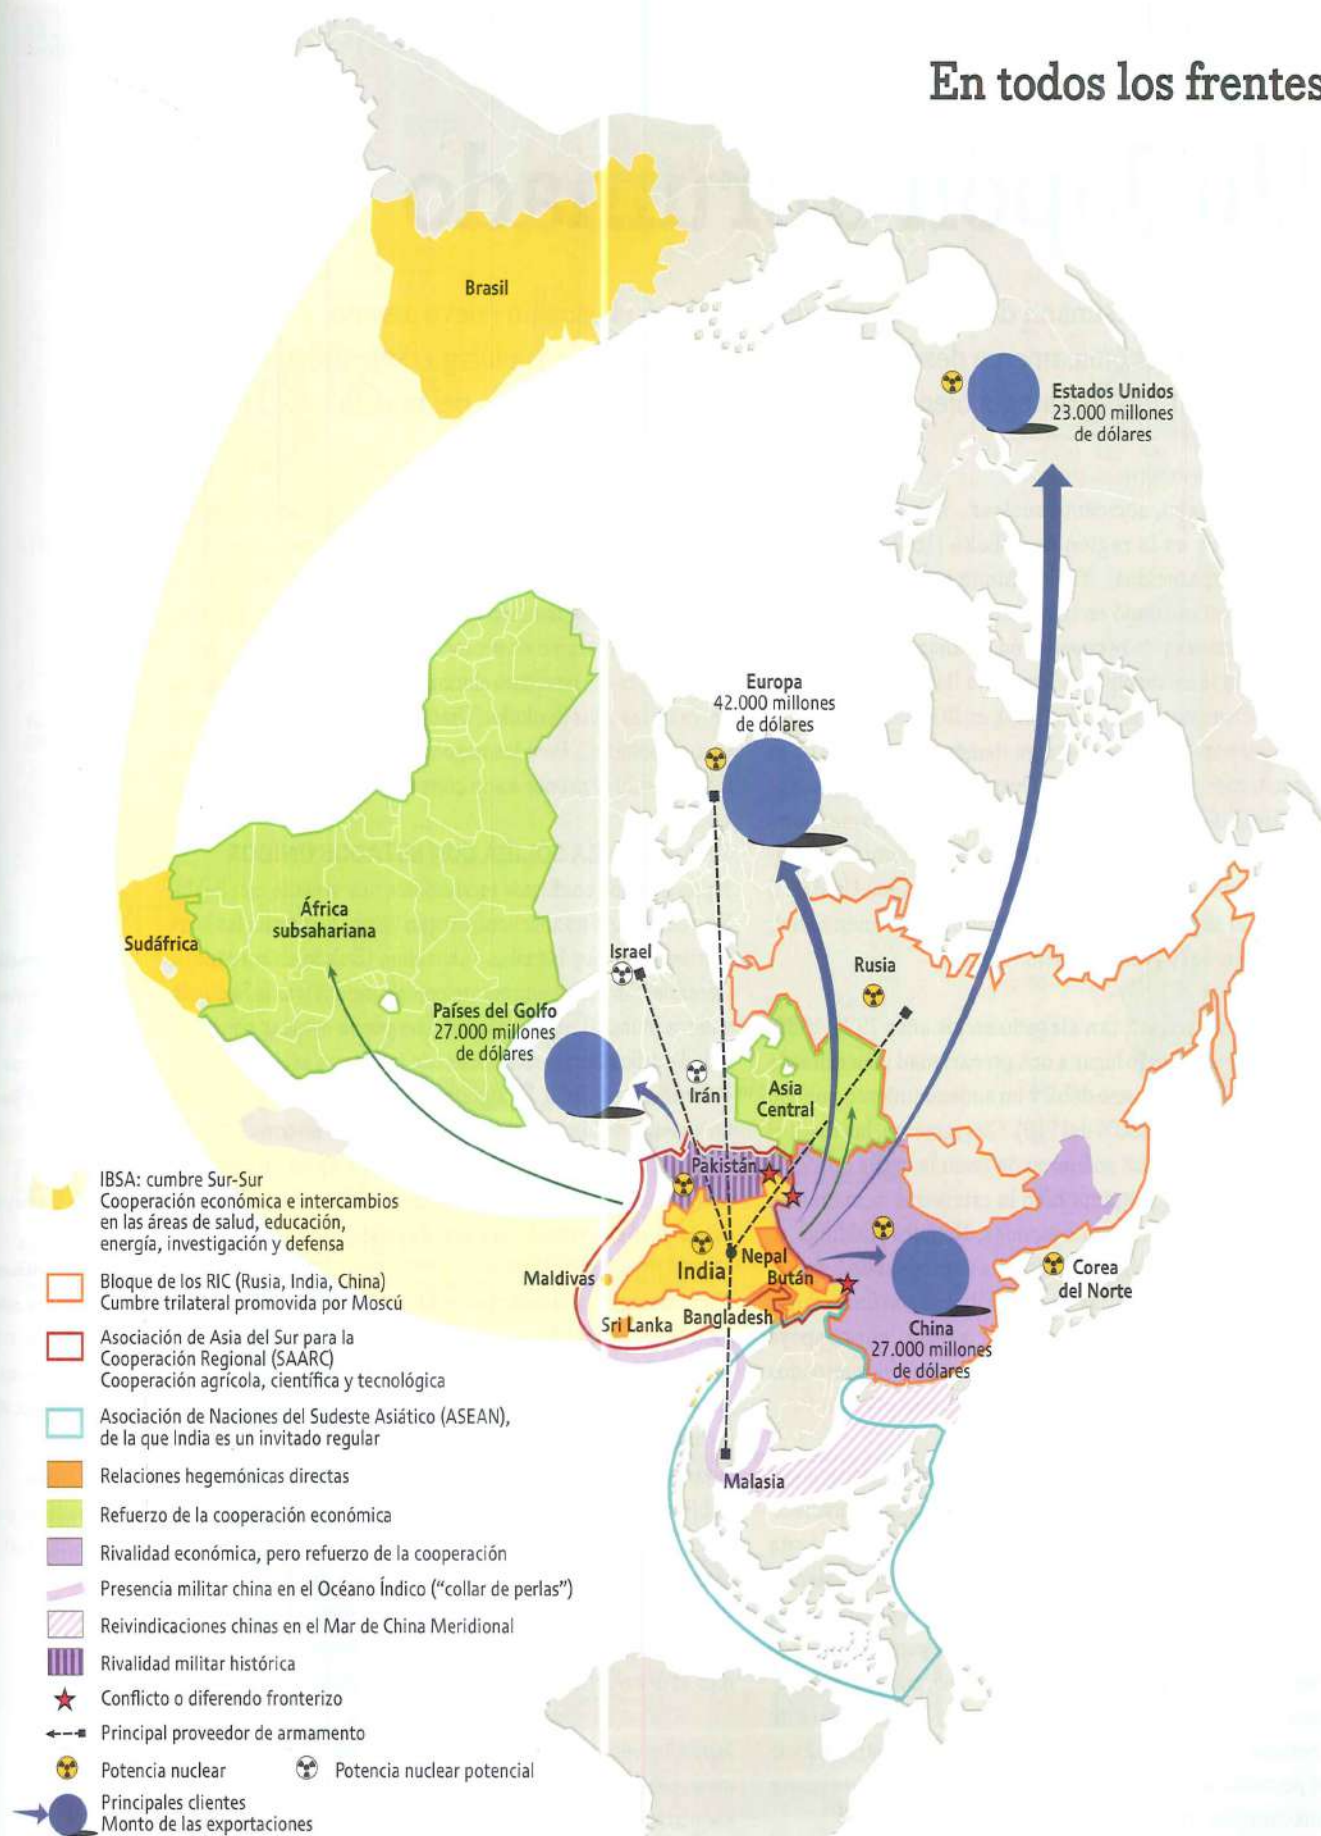 En todos los frentes
Brasil
Estados Unidos
23.000 millones
de dólares
Europa
42.000 millones
de dólares
África
subsahariana
Sudáfrica
Israel
Rusia
Países del Golfo
27.000 millones
de dólares
Irán
Asia
Central
Pakistán
India
Nepal
Bután
Maldivas
Sri Lanka
Bangladesh
Corea
del Norte
China
27.000 millones
de dólares
Malasia
IBSA: cumbre Sur-Sur
Cooperación económica e intercambios
en las áreas de salud, educación,
energía, investigación y defensa
Bloque de los RIC (Rusia, India, China)
Cumbre trilateral promovida por Moscú
Asociación de Asia del Sur para la
Cooperación Regional (SAARC)
Cooperación agrícola, científica y tecnológica
Asociación de Naciones del Sudeste Asiático (ASEAN),
de la que India es un invitado regular
Relaciones hegemónicas directas
Refuerzo de la cooperación económica
Rivalidad económica, pero refuerzo de la cooperación
Presencia militar china en el Océano Índico (“collar de perlas”)
Reivindicaciones chinas en el Mar de China Meridional
Rivalidad militar histórica
Conflicto o diferendo fronterizo
Principal proveedor de armamento
Potencia nuclear
Potencia nuclear potencial
Principales clientes
Monto de las exportaciones